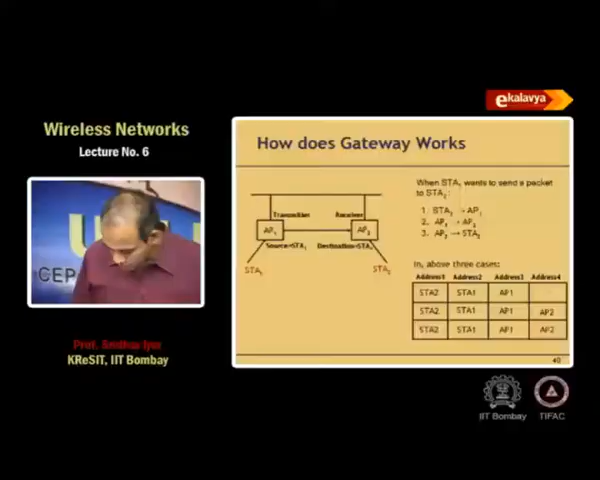 ekalavya
Wireless Networks
Lecture No. 6
CEP
Prof. Sridhar Iyer
KReSIT, IIT Bombay
How does Gateway Works
Transmitter
Receiver
AP1
AP2
Source=STA1
Destination=STA2
STA1
STA2
When STA1 wants to send a packet
to STA2 :
1. STA1 → AP1
2. AP1 → AP2
3. AP2 → STA2
In, above three cases:
Address1 Address2 Address3 Address4
STA2 STA1 AP1
STA2 STA1 AP1 AP2
STA2 STA1 AP1 AP2
40
IIT Bombay
TIFAC